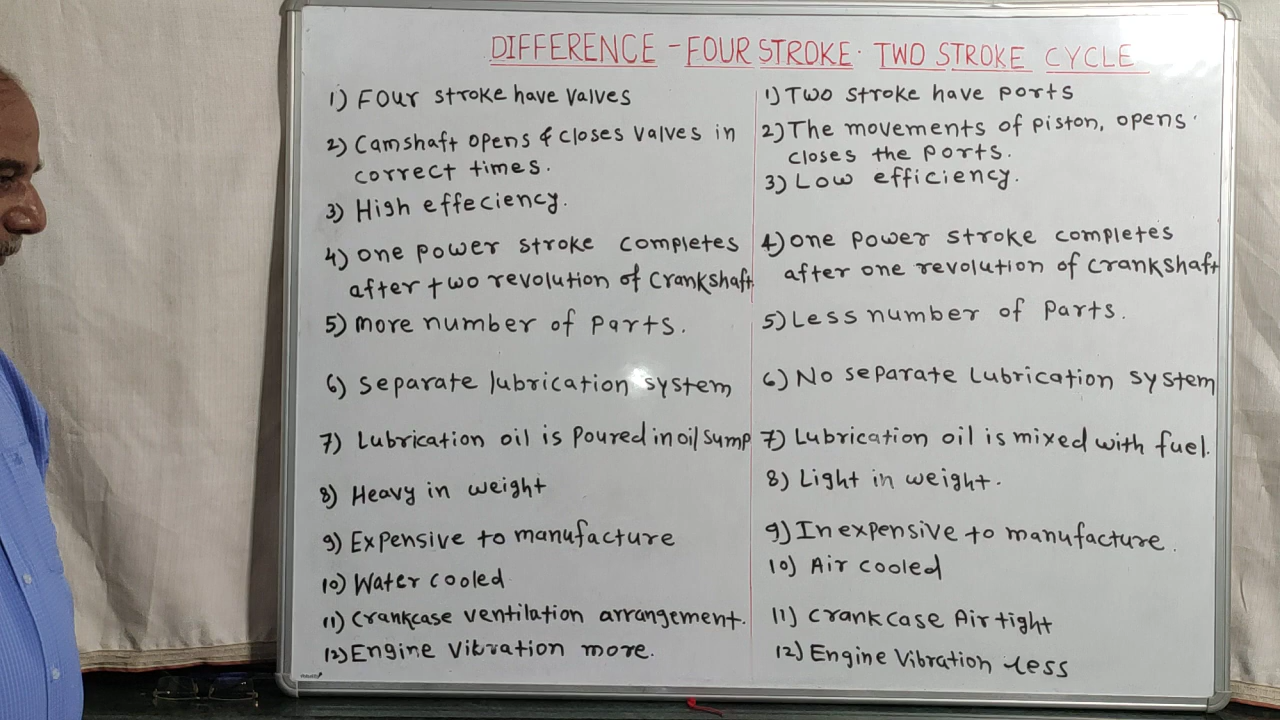 DIFFERENCE - FOUR STROKE · TWO STROKE CYCLE
1) Four stroke have valves
2) Camshaft opens & closes valves in
correct times.
3) High effeciency.
4) one power stroke completes
after two revolution of crankshaft
5) more number of parts.
6) separate lubrication system
7) Lubrication oil is poured in oil sump
8) Heavy in weight
9) Expensive to manufacture
10) Water cooled
11) Crankcase ventilation arrangement.
12) Engine Vibration more.
1) Two stroke have ports
2) The movements of piston, opens
closes the ports.
3) Low efficiency.
4) one power stroke completes
after one revolution of crankshaft
5) Less number of parts.
6) No separate lubrication system
7) Lubrication oil is mixed with fuel.
8) Light in weight.
9) Inexpensive to manufacture.
10) Air cooled
11) Crankcase Air tight
12) Engine Vibration less